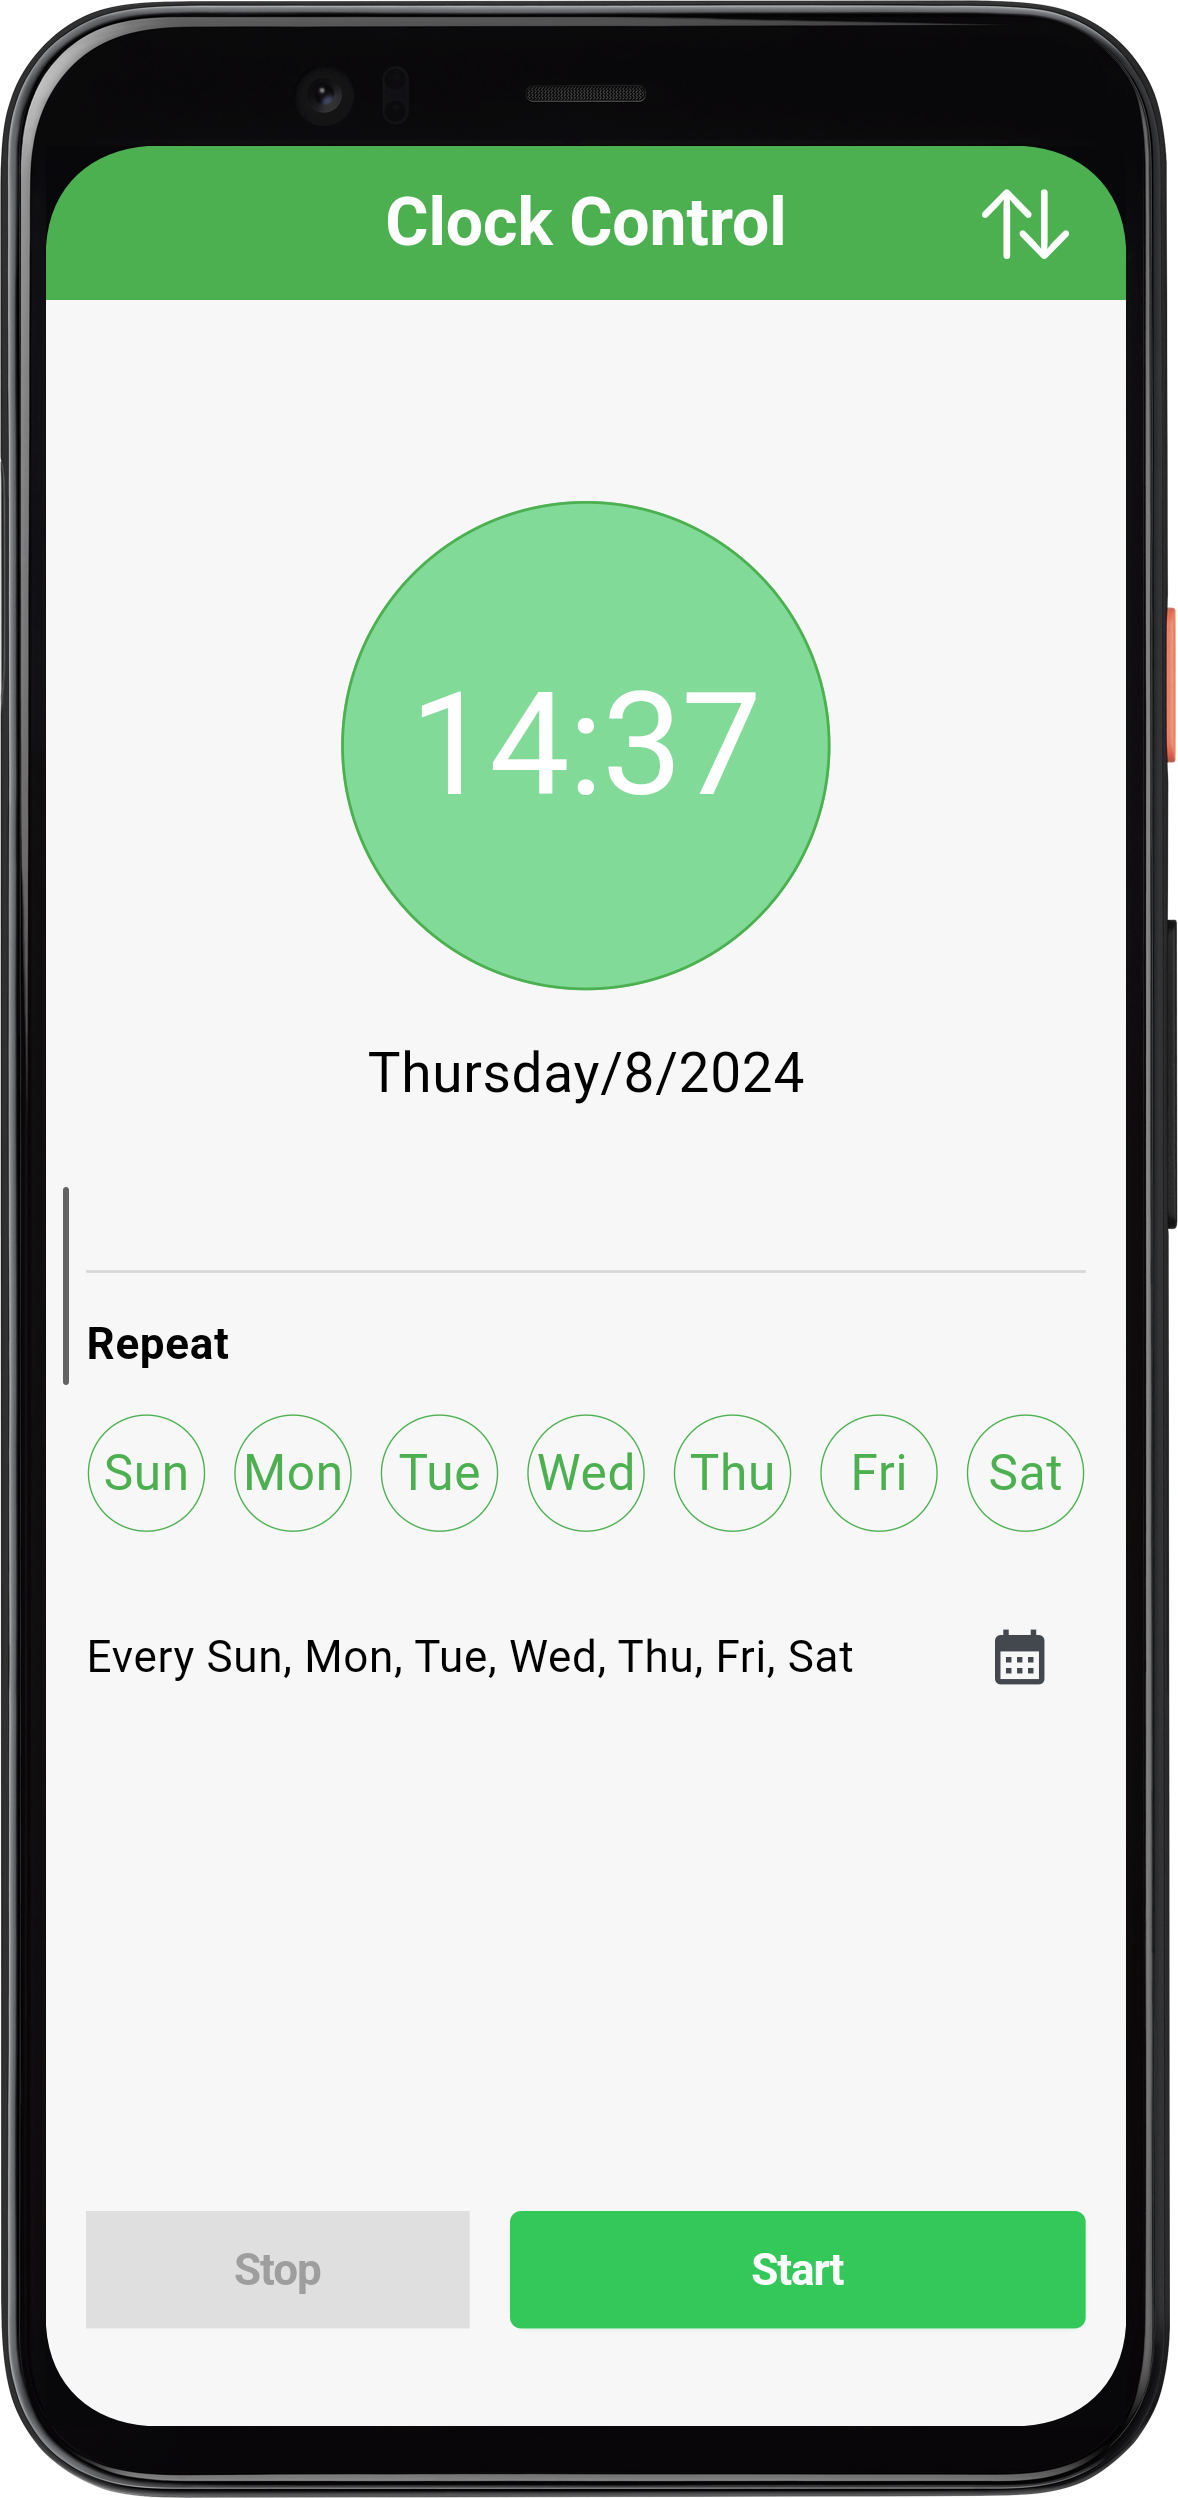 Clock Control
14:37
Thursday/8/2024
Repeat
Sun Mon Tue Wed Thu Fri Sat
Every Sun, Mon, Tue, Wed, Thu, Fri, Sat
Stop Start